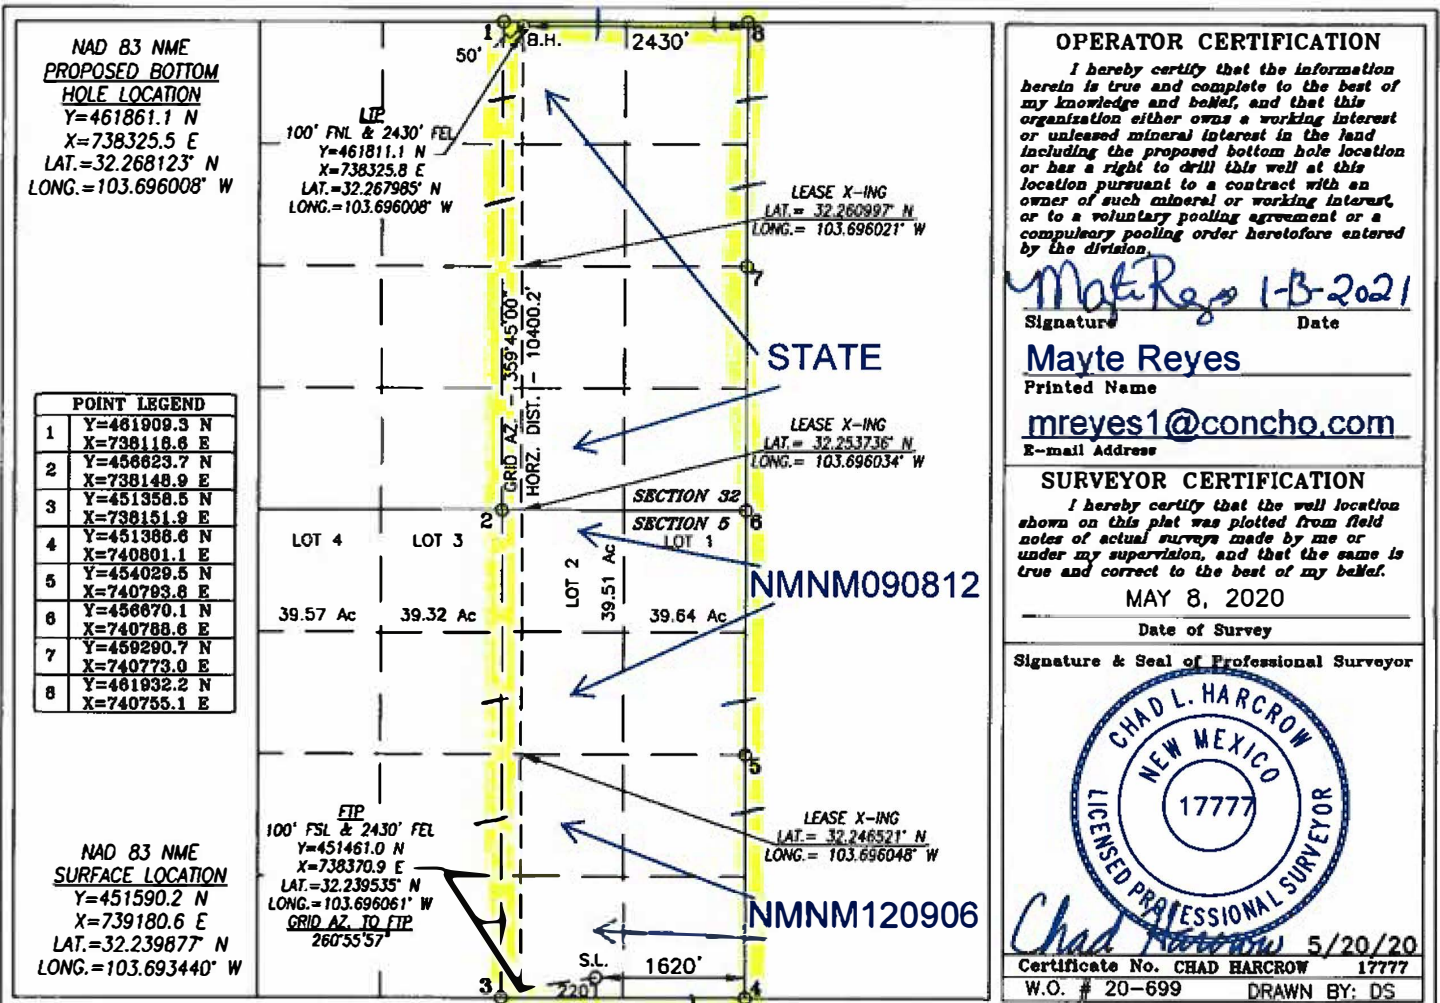 NAD 83 NME
PROPOSED BOTTOM
HOLE LOCATION
Y=461861.1 N
X=738325.5 E
LAT.=32.268123° N
LONG.=103.696008° W
POINT LEGEND
1 Y=461909.3 N
X=738116.6 E
2 Y=456623.7 N
X=738148.9 E
3 Y=451358.5 N
X=738151.9 E
4 Y=451386.6 N
X=740801.1 E
5 Y=454029.5 N
X=740793.8 E
6 Y=456670.1 N
X=740788.6 E
7 Y=459290.7 N
X=740773.0 E
8 Y=461932.2 N
X=740755.1 E
NAD 83 NME
SURFACE LOCATION
Y=451590.2 N
X=739180.6 E
LAT.=32.239877° N
LONG.=103.693440° W
1
B.H.
2430'
8
50'
LTP
100' FNL & 2430' FEL
Y=461811.1 N
X=738325.8 E
LAT.=32.267985° N
LONG.=103.696008° W
LEASE X-ING
LAT.= 32.260997° N
LONG.= 103.696021° W
7
GRID AZ. - 359°45'00"
HORZ. DIST. - 10400.2'
STATE
LEASE X-ING
LAT.= 32.253736° N
LONG.= 103.696034° W
SECTION 32
2
6
SECTION 5
LOT 4
LOT 3
LOT 2
LOT 1
39.57 Ac
39.32 Ac
39.51 Ac
39.64 Ac
NMNM090812
5
LEASE X-ING
LAT.= 32.246521° N
LONG.= 103.696048° W
FTP
100' FSL & 2430' FEL
Y=451461.0 N
X=738370.9 E
LAT.=32.239535° N
LONG.=103.696061° W
GRID AZ. TO FTP
260°55'57"
NMNM120906
S.L.
1620'
220'
3
4
OPERATOR CERTIFICATION
I hereby certify that the information
herein is true and complete to the best of
my knowledge and belief, and that this
organization either owns a working interest
or unleased mineral interest in the land
including the proposed bottom hole location
or has a right to drill this well at this
location pursuant to a contract with an
owner of such mineral or working interest,
or to a voluntary pooling agreement or a
compulsory pooling order heretofore entered
by the division.
1-13-2021
Signature Date
Mayte Reyes
Printed Name
mreyes1@concho.com
E-mail Address
SURVEYOR CERTIFICATION
I hereby certify that the well location
shown on this plat was plotted from field
notes of actual surveys made by me or
under my supervision, and that the same is
true and correct to the best of my belief.
MAY 8, 2020
Date of Survey
Signature & Seal of Professional Surveyor
CHAD L. HARCROW
NEW MEXICO
17777
LICENSED PROFESSIONAL SURVEYOR
Chad Harcrow 5/20/20
Certificate No. CHAD HARCROW 17777
W.O. # 20-699 DRAWN BY: DS